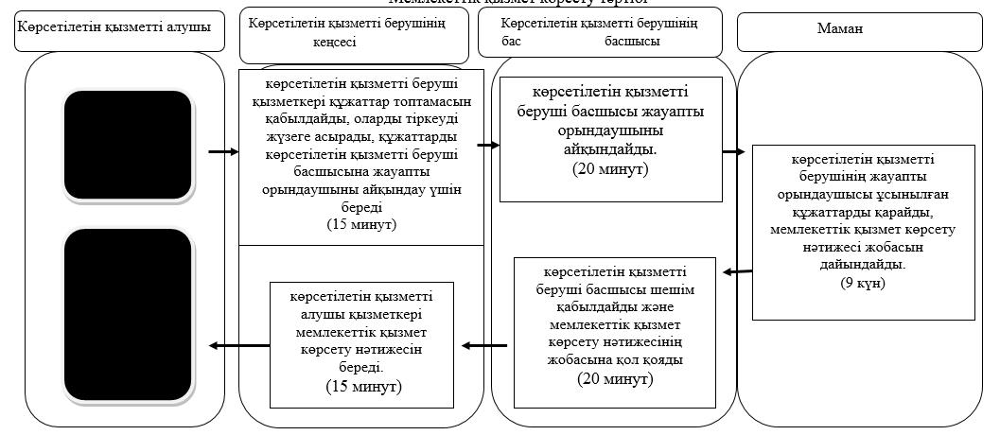 Мемлекеттік қызмет көрсету тәртібі
Көрсетілетін қызметті алушы
Көрсетілетін қызметті берушінің
кеңсесі
Көрсетілетін қызметті берушінің
бас басшысы
Маман
көрсетілетін қызметті беруші
қызметкері құжаттар топтамасын
қабылдайды, оларды тіркеуді
жүзеге асырады, құжаттарды
көрсетілетін қызметті беруші
басшысына жауапты
орындаушыны айқындау үшін
береді
(15 минут)
көрсетілетін қызметті
беруші басшысы жауапты
орындаушыны
айқындайды.
(20 минут)
көрсетілетін қызметті
берушінің жауапты
орындаушысы ұсынылған
құжаттарды қарайды,
мемлекеттік қызмет көрсету
нәтижесі жобасын
дайындайды.
(9 күн)
көрсетілетін қызметті
беруші басшысы шешім
қабылдайды және
мемлекеттік қызмет
көрсету нәтижесінің
жобасына қол қояды
(20 минут)
көрсетілетін қызметті
алушы қызметкері
мемлекеттік қызмет
көрсету нәтижесін
береді.
(15 минут)